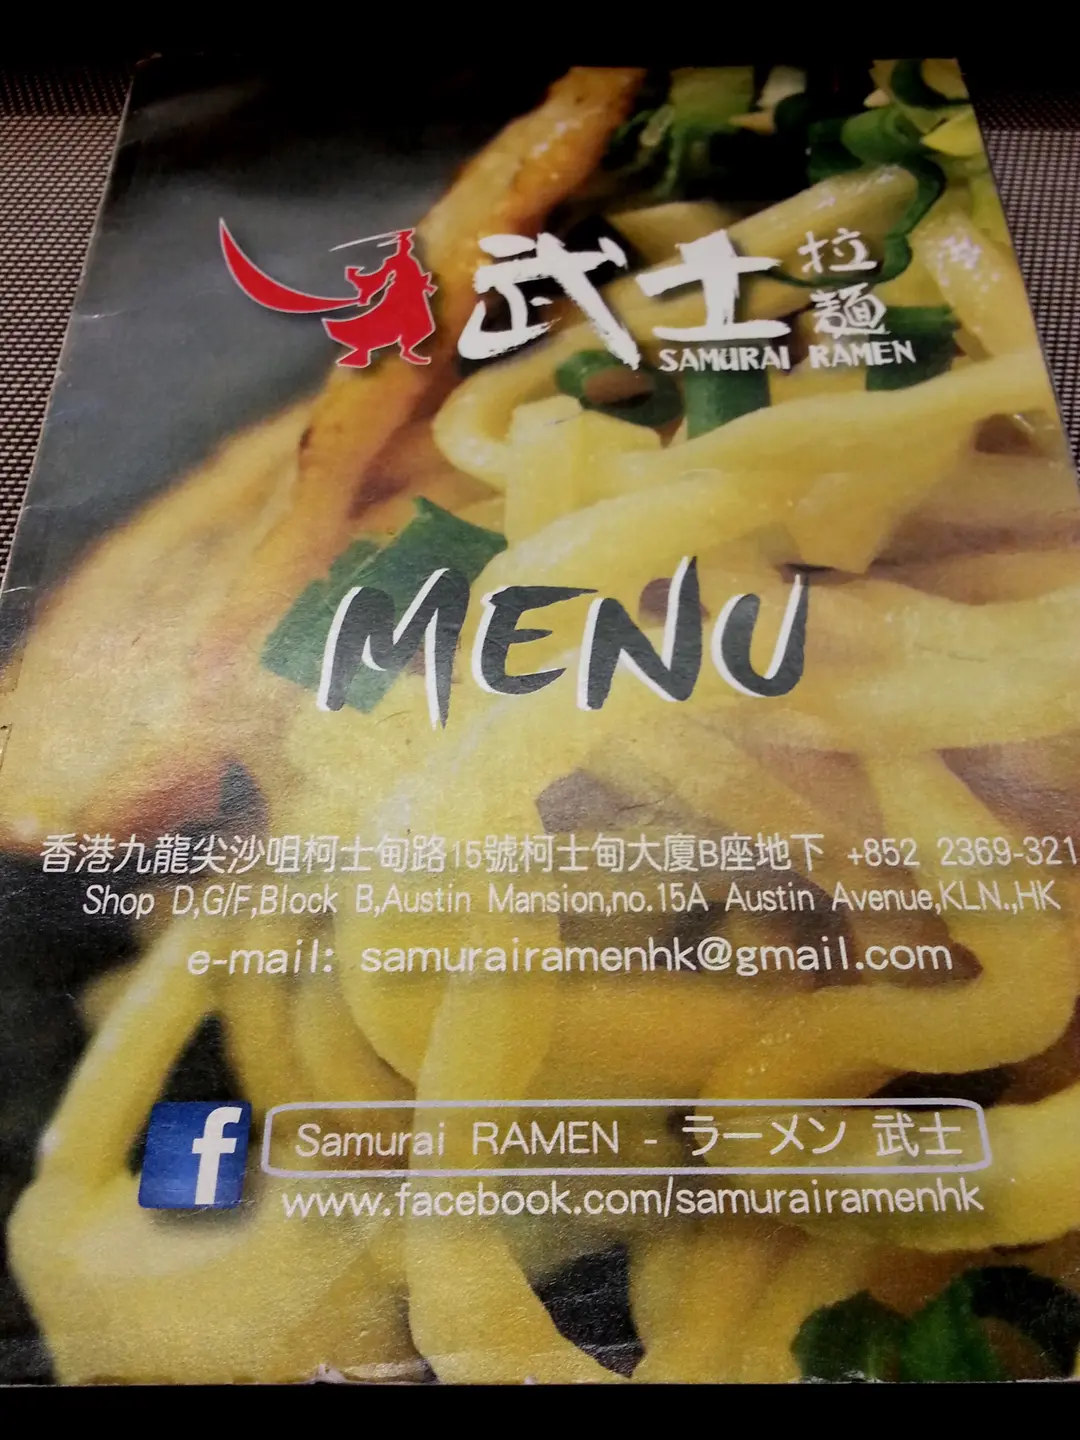 武士 拉麵
SAMURAI RAMEN
MENU
香港九龍尖沙咀柯士甸路15號柯士甸大廈B座地下 +852 2369-321
Shop D,G/F,Block B,Austin Mansion,no.15A Austin Avenue,KLN.,HK
e-mail: samurairamenhk@gmail.com
f
Samurai RAMEN - ラーメン 武士
www.facebook.com/samurairamenhk